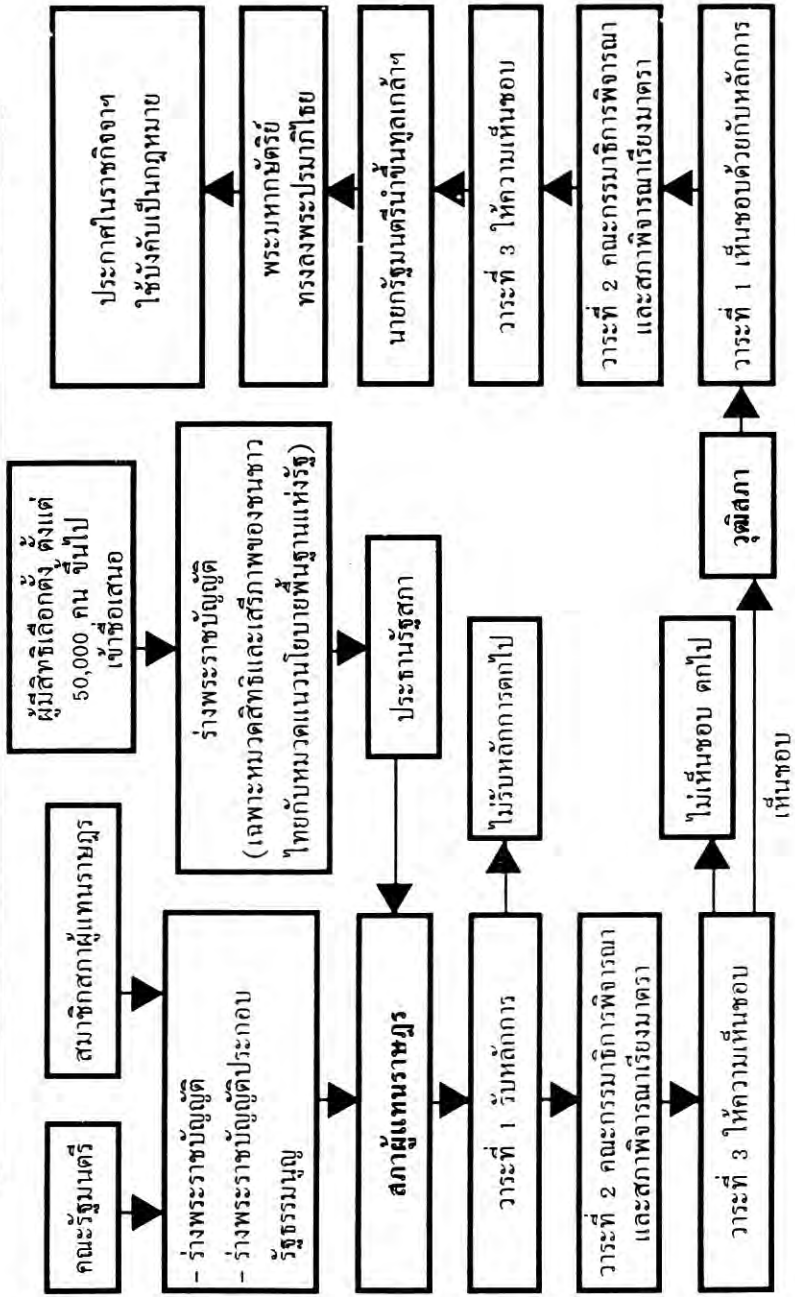 คณะรัฐมนตรี
สมาชิกสภาผู้แทนราษฎร
- ร่างพระราชบัญญัติ
- ร่างพระราชบัญญัติประกอบ
รัฐธรรมนูญ
ผู้มีสิทธิเลือกตั้ง ตั้งแต่
50,000 คน ขึ้นไป
เข้าชื่อเสนอ
ร่างพระราชบัญญัติ
(เฉพาะหมวดสิทธิและเสรีภาพของชนชาว
ไทยกับหมวดแนวนโยบายพื้นฐานแห่งรัฐ)
ประธานรัฐสภา
สภาผู้แทนราษฎร
วาระที่ 1 รับหลักการ
ไม่รับหลักการตกไป
วาระที่ 2 คณะกรรมาธิการพิจารณา
และสภาพิจารณาเรียงมาตรา
วาระที่ 3 ให้ความเห็นชอบ
ไม่เห็นชอบ ตกไป
เห็นชอบ
วุฒิสภา
วาระที่ 1 เห็นชอบด้วยกับหลักการ
วาระที่ 2 คณะกรรมาธิการพิจารณา
และสภาพิจารณาเรียงมาตรา
วาระที่ 3 ให้ความเห็นชอบ
นายกรัฐมนตรีนำขึ้นทูลเกล้าฯ
พระมหากษัตริย์
ทรงลงพระปรมาภิไธย
ประกาศในราชกิจจาฯ
ใช้บังคับเป็นกฎหมาย